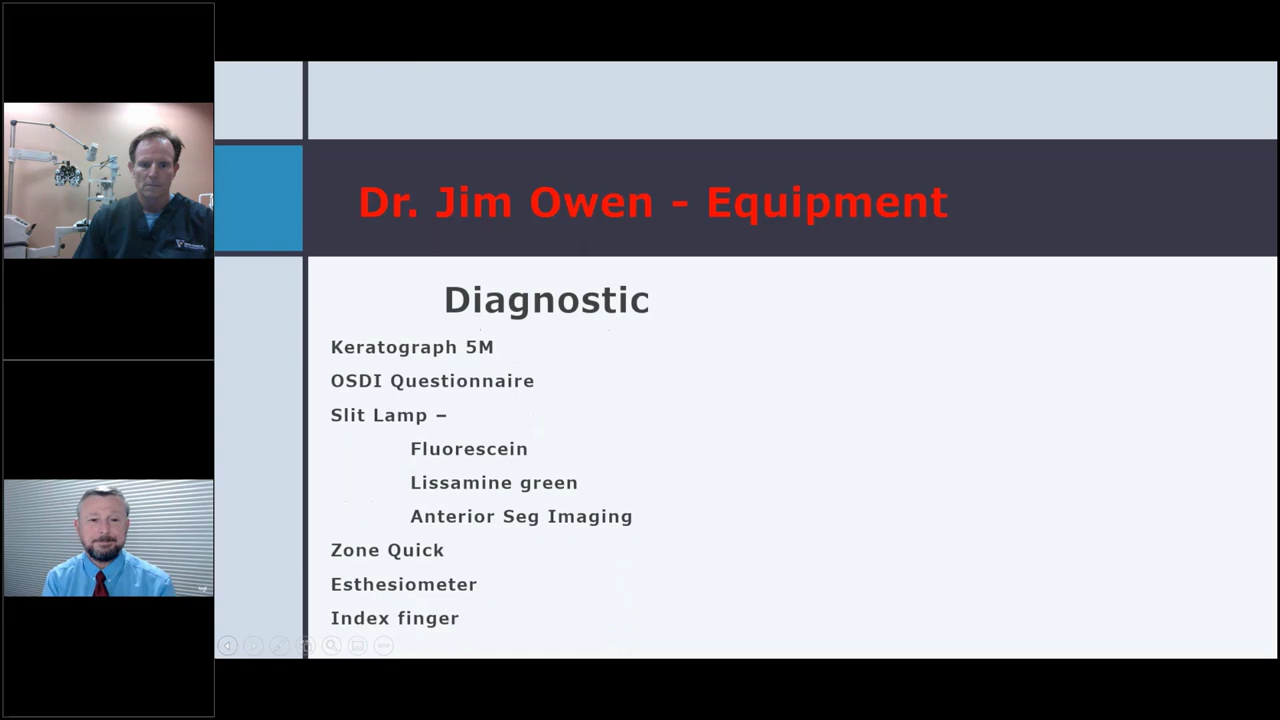 Dr. Jim Owen - Equipment
Diagnostic
Keratograph 5M
OSDI Questionnaire
Slit Lamp –
Fluorescein
Lissamine green
Anterior Seg Imaging
Zone Quick
Esthesiometer
Index finger